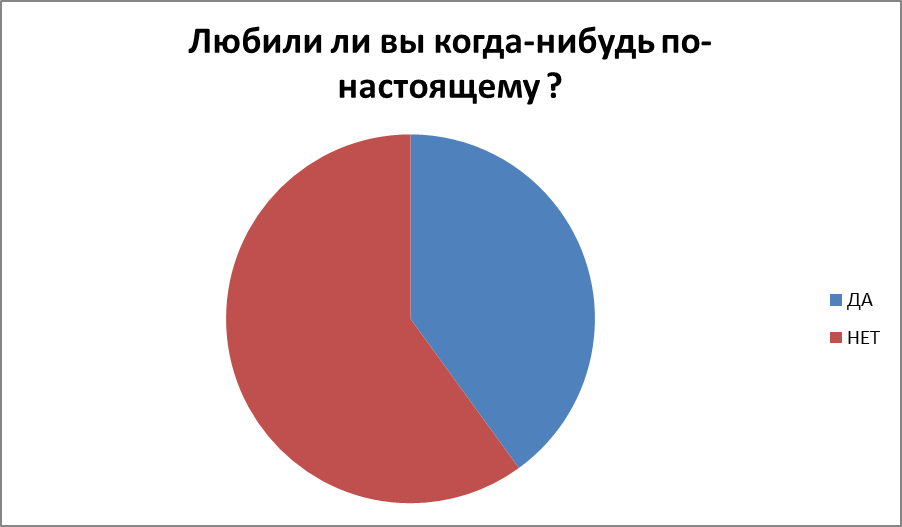 Любили ли вы когда-нибудь по-
настоящему ?
ДА
НЕТ